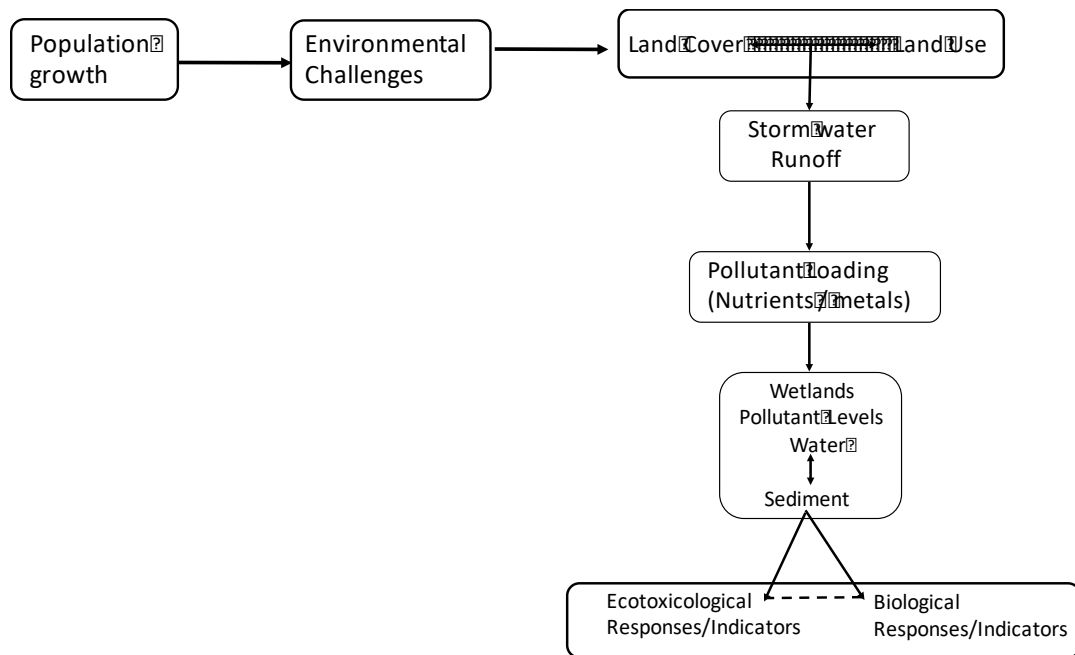 Population
growth
Environmental
Challenges
Land Cover Land Use
Storm water
Runoff
Pollutant Loading
(Nutrients / metals)
Wetlands
Pollutant Levels
Water
Sediment
Ecotoxicological
Responses/Indicators
Biological
Responses/Indicators